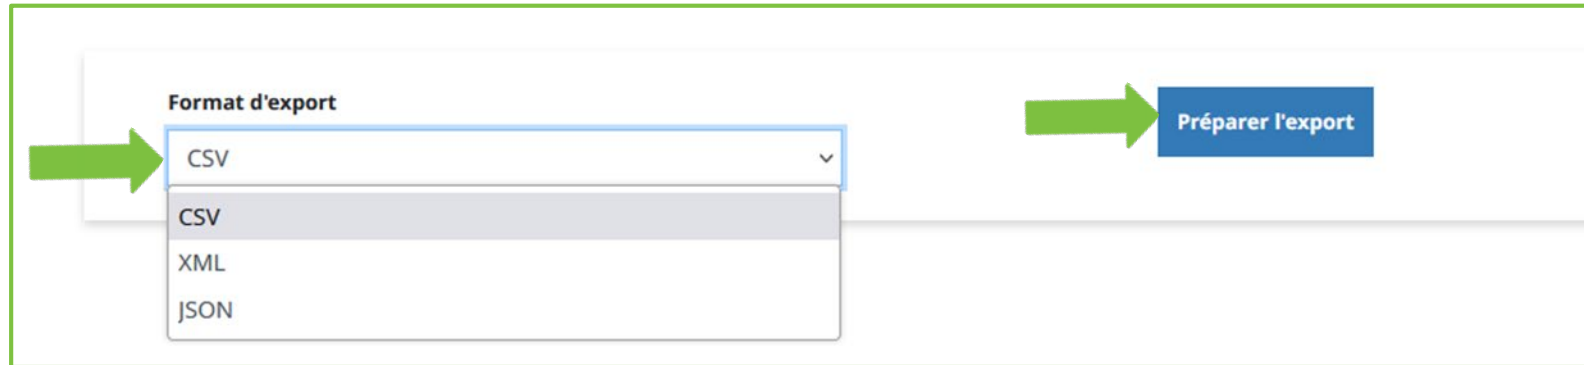 Format d'export
CSV
CSV
XML
JSON
Préparer l'export